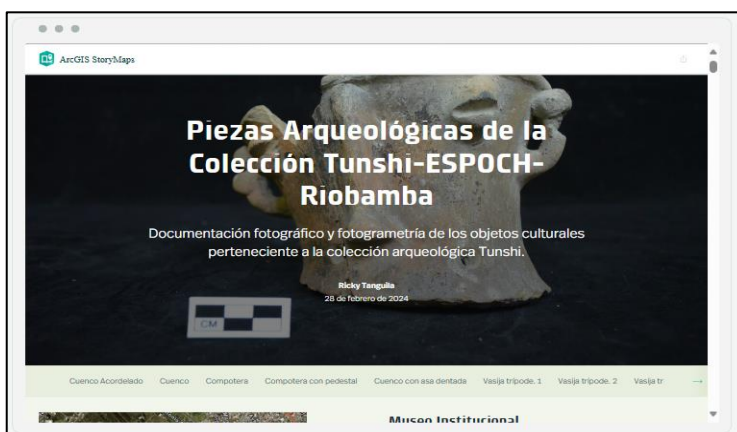 ArcGIS StoryMaps
Piezas Arqueológicas de la
Colección Tunshi-ESPOCH-
Riobamba
Documentación fotográfico y fotogrametría de los objetos culturales
perteneciente a la colección arqueológica Tunshi.
Ricky Tanguila
28 de febrero de 2024
CM
Cuenco Acordelado Cuenco Compotera Compotera con pedestal Cuenco con asa dentada Vasija trípode. 1 Vasija trípode. 2 Vasija tr
Museo Institucional